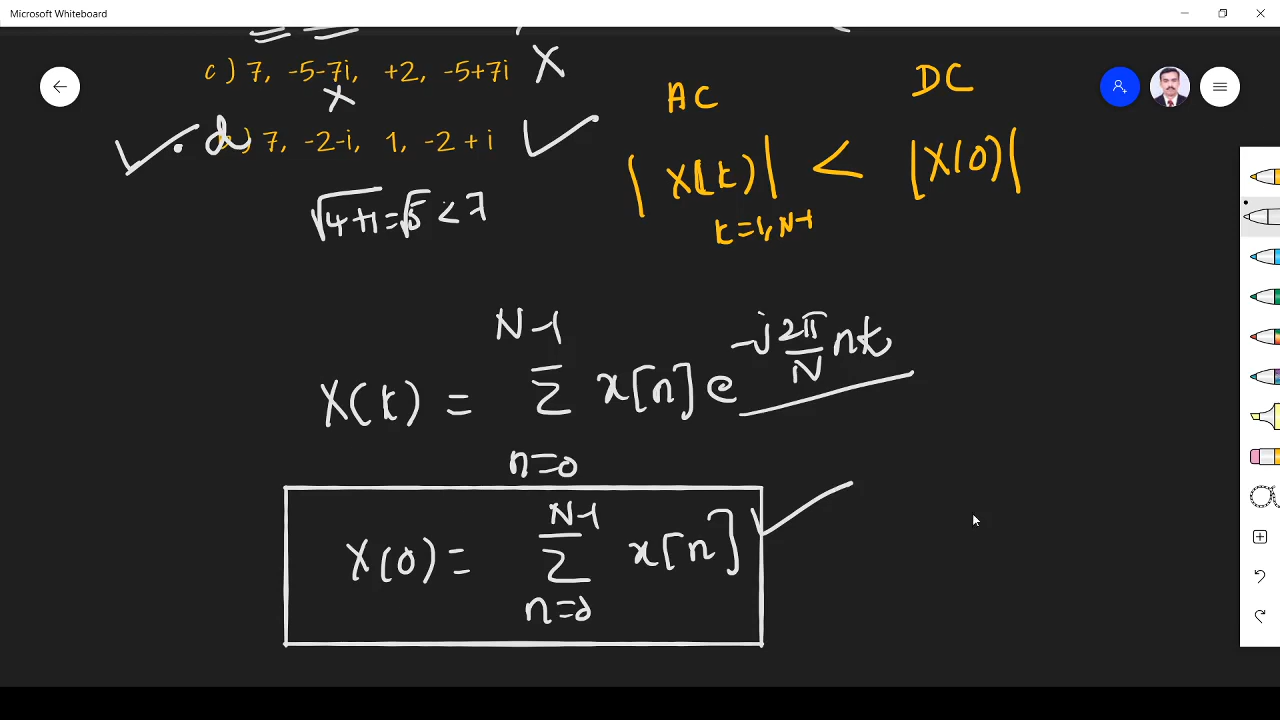 Microsoft Whiteboard
c) 7, -5-7i, +2, -5+7i X
X
d) 7, -2-i, 1, -2 + i
√4+1 = √5 < 7
AC DC
|X(k)| < |X(0)|
k=1, N-1
X(k) = N-1 Σ n=0 x[n] e -j 2π/N nk
X(0) = N-1 Σ n=0 x[n]